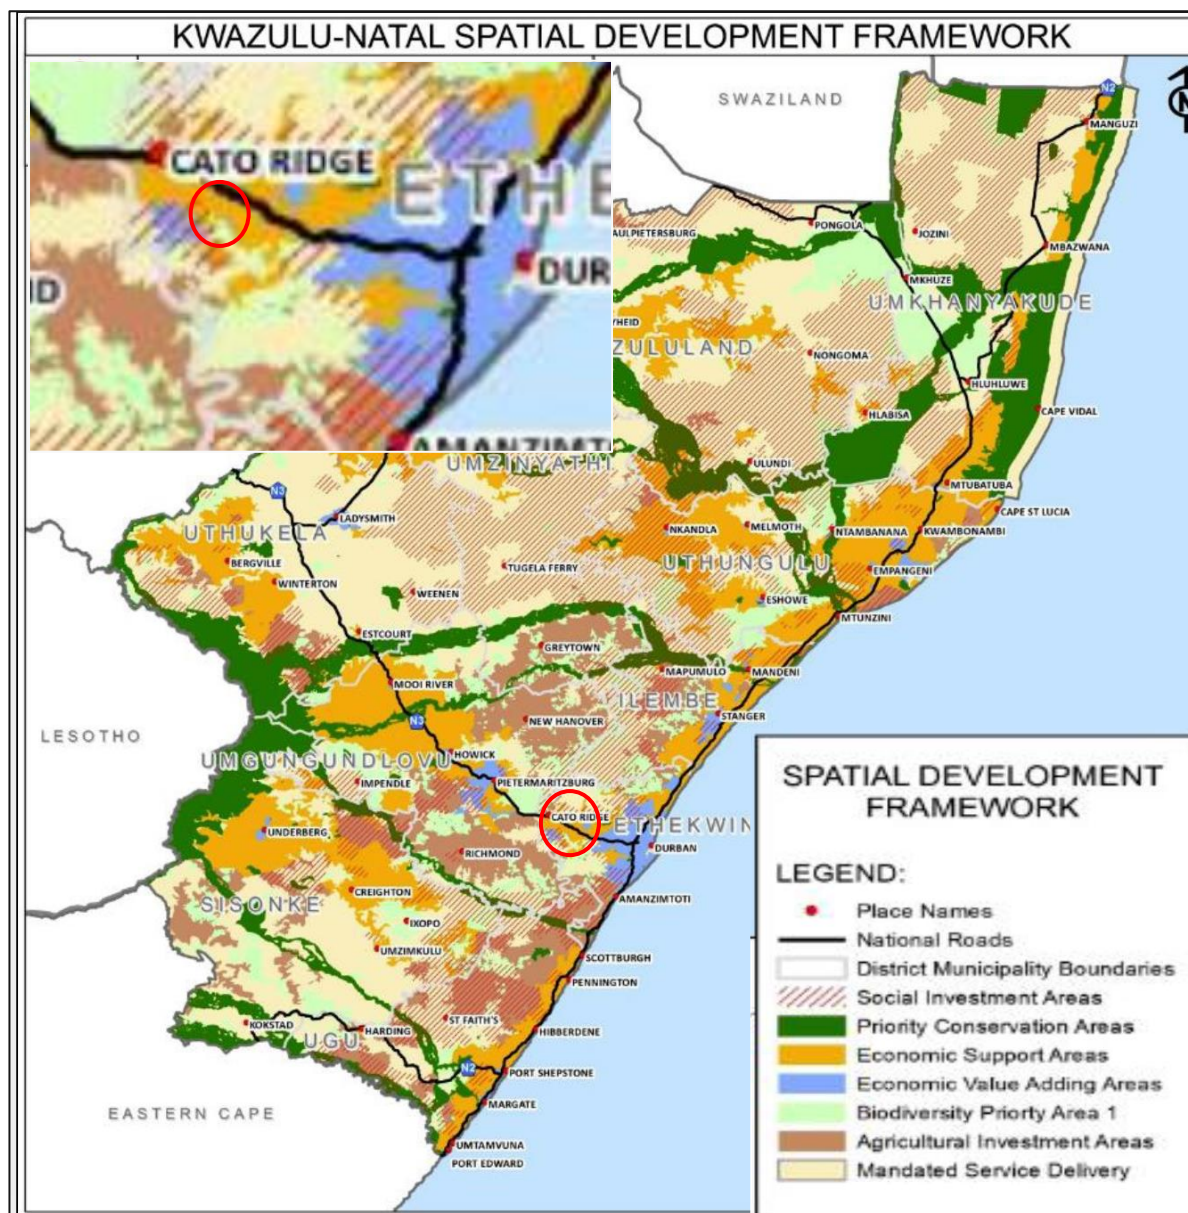 KWAZULU-NATAL SPATIAL DEVELOPMENT FRAMEWORK
CATO RIDGE
ETHE
DUR
AMANZIMTO
SWAZILAND
N2
MANGUZI
AULPIETERSBURG
PONGOLA
JOZINI
MBAZWANA
MKHUZE
UMKHANYAKUDE
YHEID
ZULULAND
NONGOMA
HLUHLUWE
HLABISA
CAPE VIDAL
UMZINYATHI
ULUNDI
N3
MTUBATUBA
LADYSMITH
CAPE ST LUCIA
UTHUKELA
NKANDLA
MELMOTH
NTAMBANANA
KWAMBONAMBI
BERGVILLE
UTHUNGULU
TUGELA FERRY
EMPANGENI
WINTERTON
WEENEN
ESHOWE
MTUNZINI
ESTCOURT
GREYTOWN
MAPUMULO
MANDENI
MOOI RIVER
ILEMBE
N3
NEW HANOVER
STANGER
LESOTHO
UMGUNGUNDLOVU
HOWICK
IMPENDLE
PIETERMARITZBURG
CATO RIDGE
ETHEKWIN
UNDERBERG
RICHMOND
DURBAN
CREIGHTON
AMANZIMTOTI
SISONKE
IXOPO
UMZIMKULU
SCOTTBURGH
PENNINGTON
KOKSTAD
HARDING
ST FAITH'S
HIBBERDENE
UGU
N2
PORT SHEPSTONE
EASTERN CAPE
MARGATE
UMTAMVUNA
PORT EDWARD
SPATIAL DEVELOPMENT
FRAMEWORK
LEGEND:
Place Names
National Roads
District Municipality Boundaries
Social Investment Areas
Priority Conservation Areas
Economic Support Areas
Economic Value Adding Areas
Biodiversity Priorty Area 1
Agricultural Investment Areas
Mandated Service Delivery